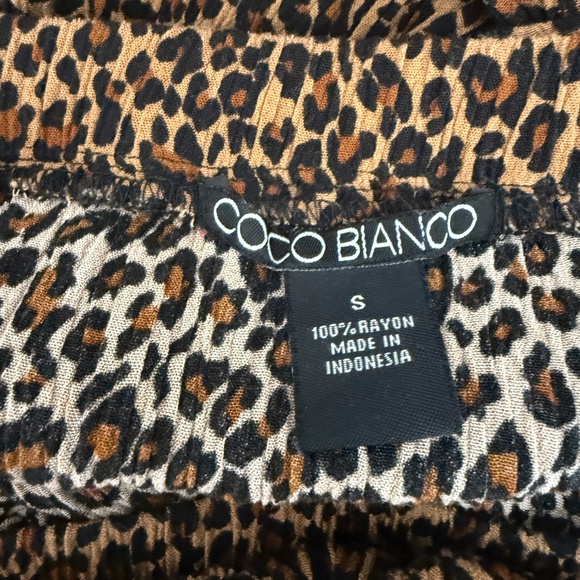 COCO BIANCO
S
100% RAYON
MADE IN
INDONESIA